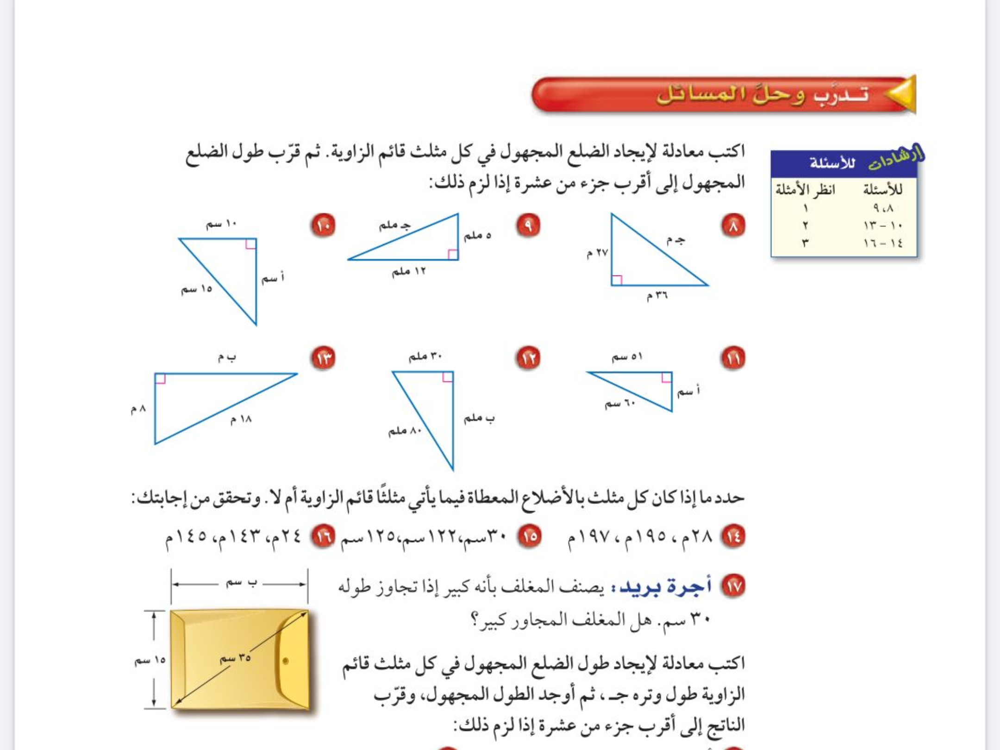 تدرَّب وحلَّ المسائل
إرشادات للأسئلة
للأسئلة انظر الأمثلة
٨، ٩ ١
١٠ – ١٣ ٢
١٤ – ١٦ ٣
اكتب معادلة لإيجاد الضلع المجهول في كل مثلث قائم الزاوية. ثم قرّب طول الضلع
المجهول إلى أقرب جزء من عشرة إذا لزم ذلك:
٨
جـ م
٢٧ م
٣٦ م
٩
جـ ملم
٥ ملم
١٢ ملم
١٠
١٠ سم
أ سم
١٥ سم
١١
٥١ سم
أ سم
٦٠ سم
١٢
٣٠ ملم
ب ملم
٨٠ ملم
١٣
ب م
٨ م
١٨ م
حدد ما إذا كان كل مثلث بالأضلاع المعطاة فيما يأتي مثلثًا قائم الزاوية أم لا. وتحقق من إجابتك:
١٤ ٢٨م، ١٩٥م، ١٩٧م ١٥ ٣٠سم، ١٢٢سم، ١٢٥سم ١٦ ٢٤م، ١٤٣م، ١٤٥م
١٧ أجرة بريد: يصنف المغلف بأنه كبير إذا تجاوز طوله
٣٠ سم. هل المغلف المجاور كبير؟
ب سم
٣٥ سم
١٥ سم
اكتب معادلة لإيجاد طول الضلع المجهول في كل مثلث قائم
الزاوية طول وتره جـ، ثم أوجد الطول المجهول، وقرّب
الناتج إلى أقرب جزء من عشرة إذا لزم ذلك: